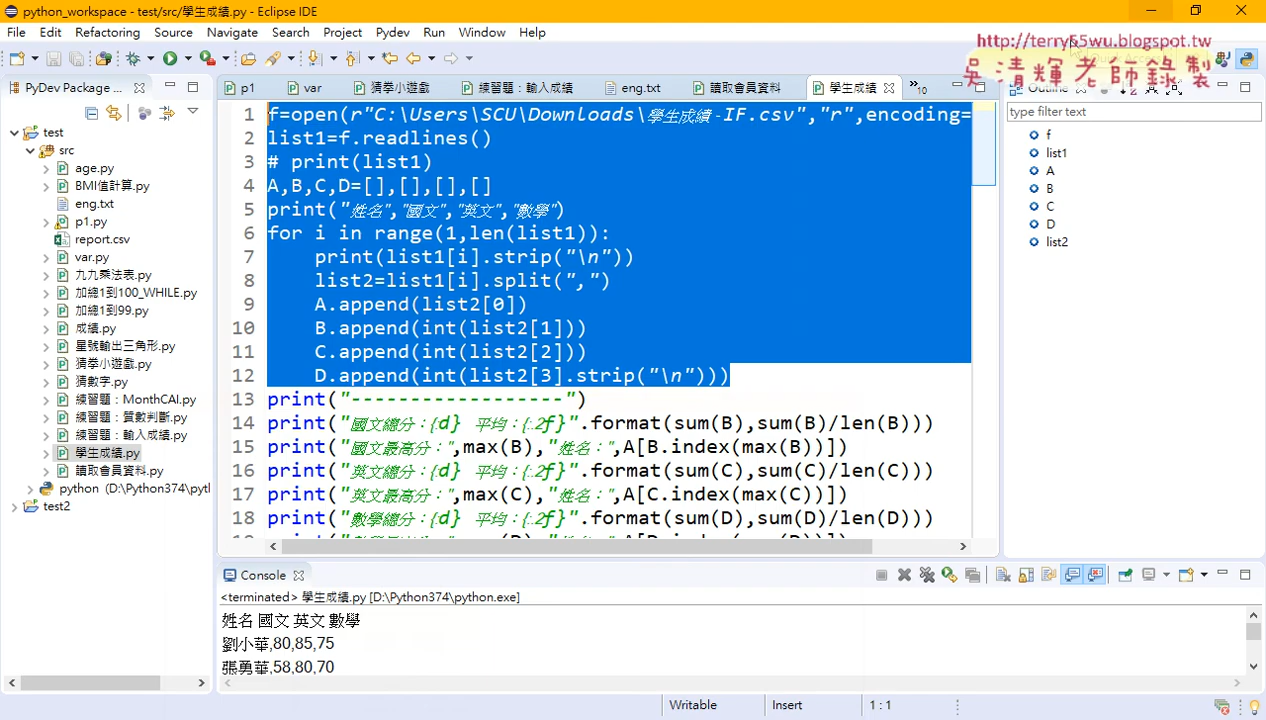 python_workspace - test/src/學生成績.py - Eclipse IDE
File Edit Refactoring Source Navigate Search Project Pydev Run Window Help
http://terry55wu.blogspot.tw
吳清輝老師錄製
PyDev Package ...
p1 var 猜拳小遊戲 練習題：輸入成績 eng.txt 讀取會員資料 學生成績 »10
Outline
type filter text
test
src
age.py
BMI值計算.py
eng.txt
p1.py
report.csv
var.py
九九乘法表.py
加總1到100_WHILE.py
加總1到99.py
成績.py
星號輸出三角形.py
猜拳小遊戲.py
猜數字.py
練習題：MonthCAl.py
練習題：質數判斷.py
練習題：輸入成績.py
學生成績.py
讀取會員資料.py
python (D:\Python374\pytl
test2
1 f=open(r"C:\Users\SCU\Downloads\學生成績-IF.csv","r",encoding=
2 list1=f.readlines()
3 # print(list1)
4 A,B,C,D=[],[],[],[]
5 print("姓名","國文","英文","數學")
6 for i in range(1,len(list1)):
7 print(list1[i].strip("\n"))
8 list2=list1[i].split(",")
9 A.append(list2[0])
10 B.append(int(list2[1]))
11 C.append(int(list2[2]))
12 D.append(int(list2[3].strip("\n")))
13 print("------------------")
14 print("國文總分：{:d} 平均：{:.2f}".format(sum(B),sum(B)/len(B)))
15 print("國文最高分：",max(B),"姓名：",A[B.index(max(B))])
16 print("英文總分：{:d} 平均：{:.2f}".format(sum(C),sum(C)/len(C)))
17 print("英文最高分：",max(C),"姓名：",A[C.index(max(C))])
18 print("數學總分：{:d} 平均：{:.2f}".format(sum(D),sum(D)/len(D)))
f
list1
A
B
C
D
list2
Console
<terminated> 學生成績.py [D:\Python374\python.exe]
姓名 國文 英文 數學
劉小華,80,85,75
張勇華,58,80,70
Writable Insert 1 : 1